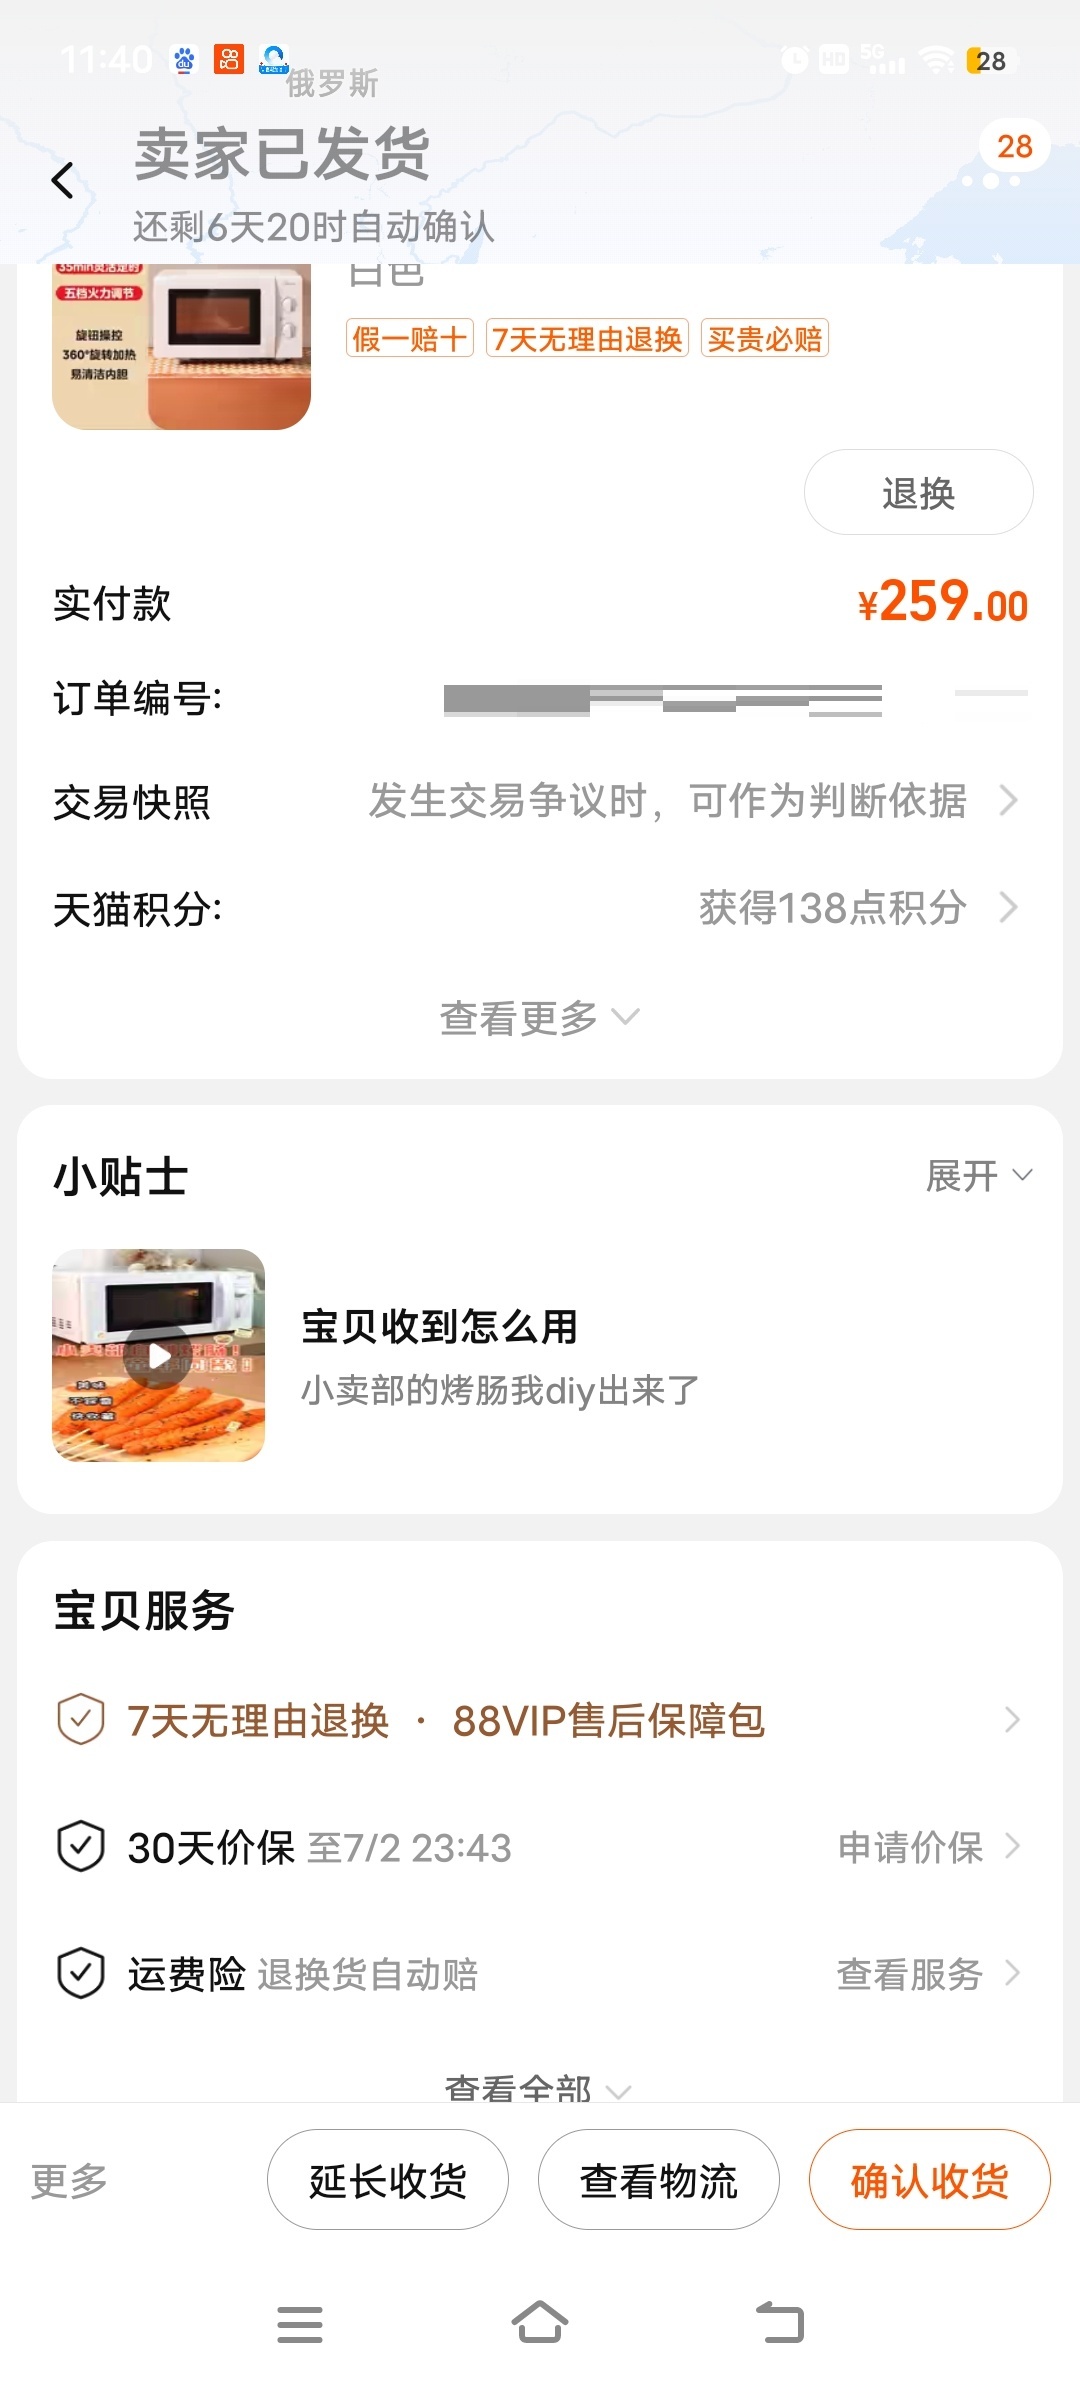 11:40
HD 5G 28
俄罗斯
卖家已发货
28
还剩6天20时自动确认
35min灵活定时
五档火力调节
旋钮操控
360°旋转加热
易清洁内胆
白色
假一赔十 7天无理由退换 买贵必赔
退换
实付款 ¥259.00
订单编号:
交易快照 发生交易争议时，可作为判断依据
天猫积分: 获得138点积分
查看更多
小贴士 展开
宝贝收到怎么用
小卖部的烤肠我diy出来了
宝贝服务
7天无理由退换 · 88VIP售后保障包
30天价保 至7/2 23:43 申请价保
运费险 退换货自动赔 查看服务
查看全部
更多 延长收货 查看物流 确认收货